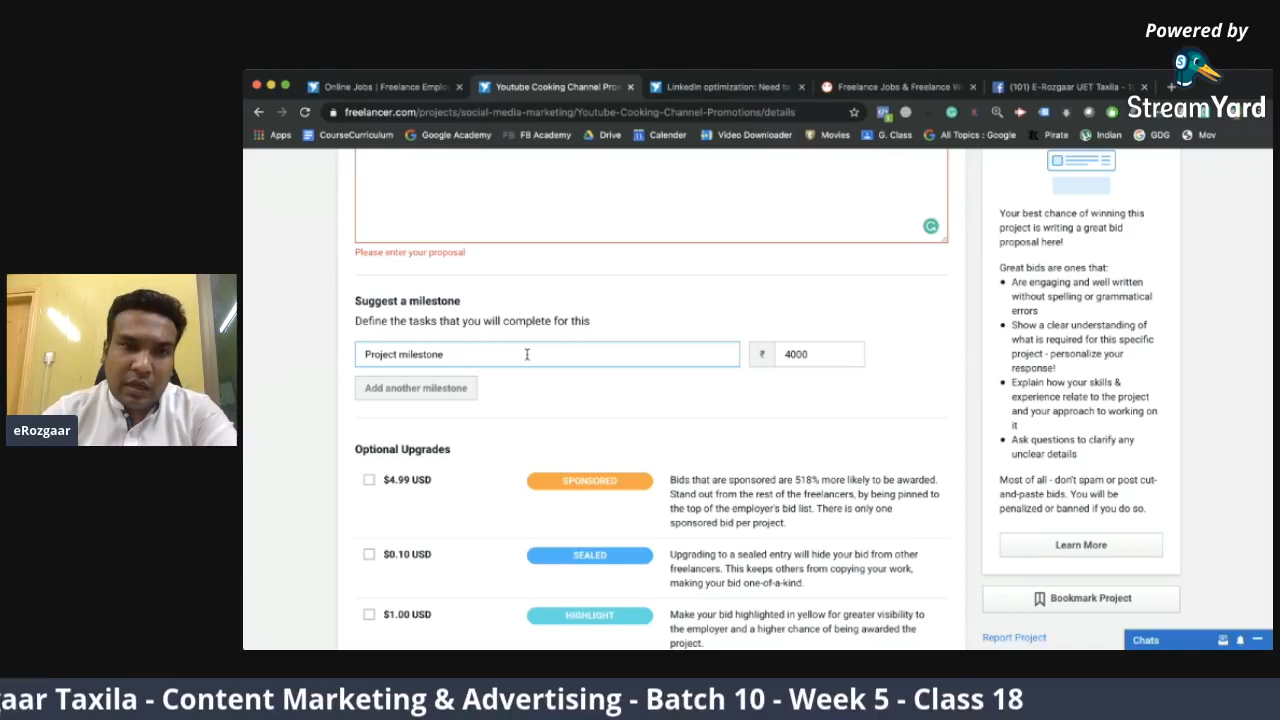 Powered by
StreamYard
Online Jobs | Freelance Emplo
Youtube Cooking Channel Pro
Linkedin optimization: Need to
Freelance Jobs & Freelance W
(101) E-Rozgaar UET Taxila -
freelancer.com/projects/social-media-marketing/Youtube-Cooking-Channel-Promotions/details
Apps
CourseCurriculum
Google Academy
FB FB Academy
Drive
Calender
Video Downloader
Movies
G. Class
All Topics : Google
Pirate
Indian
GDG
Mov
Please enter your proposal
Suggest a milestone
Define the tasks that you will complete for this
Project milestone
₹ 4000
Add another milestone
Optional Upgrades
$4.99 USD
SPONSORED
Bids that are sponsored are 518% more likely to be awarded.
Stand out from the rest of the freelancers, by being pinned to
the top of the employer's bid list. There is only one
sponsored bid per project.
$0.10 USD
SEALED
Upgrading to a sealed entry will hide your bid from other
freelancers. This keeps others from copying your work,
making your bid one-of-a-kind.
$1.00 USD
HIGHLIGHT
Make your bid highlighted in yellow for greater visibility to
the employer and a higher chance of being awarded the
project.
Your best chance of winning this
project is writing a great bid
proposal here!
Great bids are ones that:
Are engaging and well written
without spelling or grammatical
errors
Show a clear understanding of
what is required for this specific
project - personalize your
response!
Explain how your skills &
experience relate to the project
and your approach to working on
it
Ask questions to clarify any
unclear details
Most of all - don't spam or post cut-
and-paste bids. You will be
penalized or banned if you do so.
Learn More
Bookmark Project
Report Project
Chats
eRozgaar
gaar Taxila - Content Marketing & Advertising - Batch 10 - Week 5 - Class 18